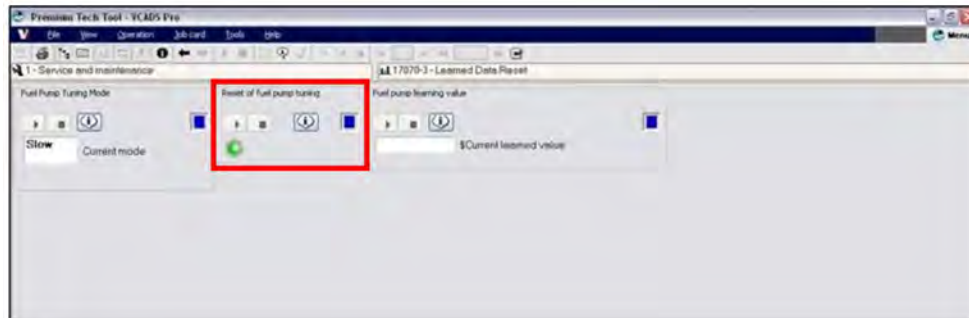 Premium Tech Tool - VCADS Pro
V File View Operation Job card Tools Help
Menu
1 - Service and maintenance
17070-3 - Learned Data Reset
Fuel Pump Tuning Mode
Reset of fuel pump tuning
Fuel pump learning value
Slow
Current mode
$Current learned value